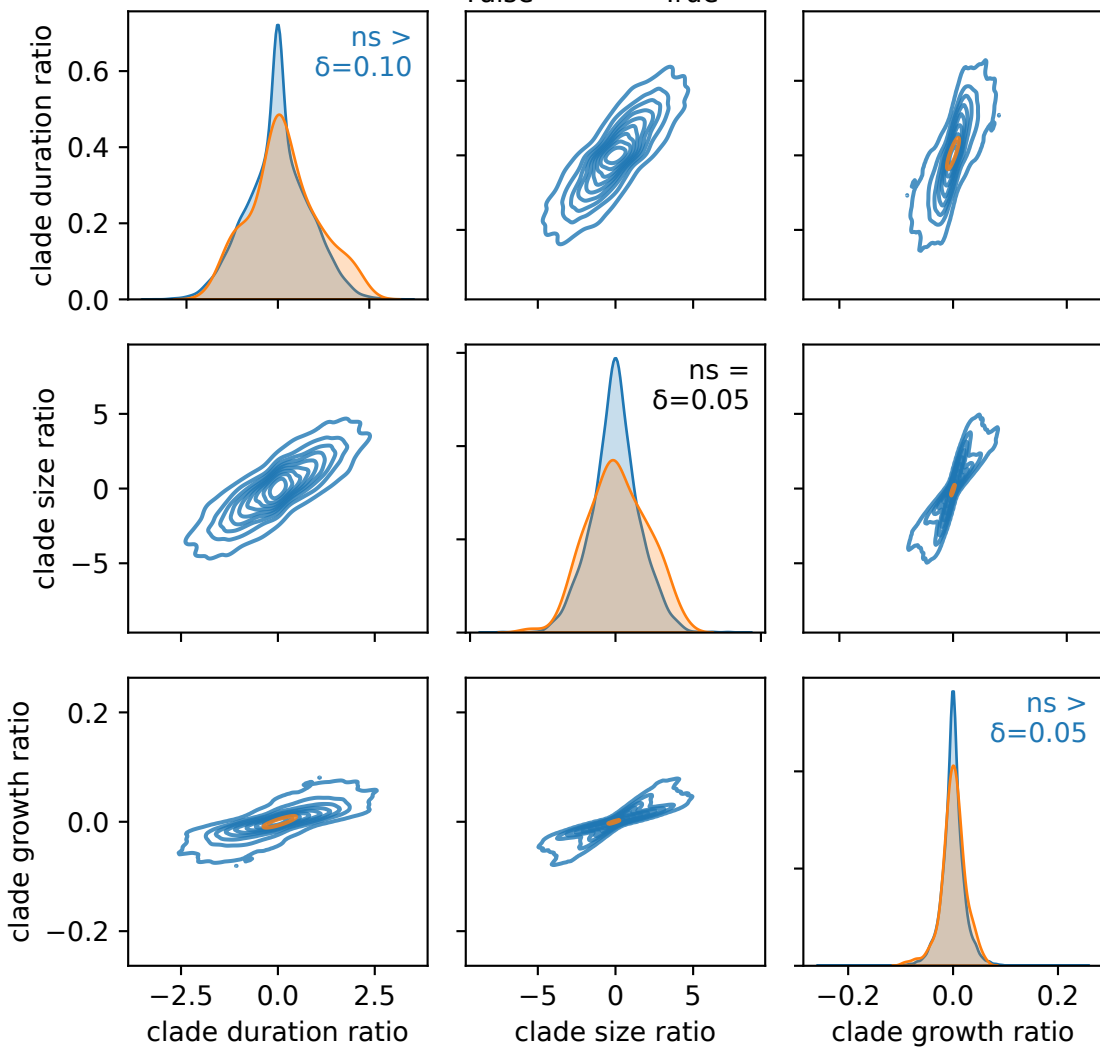 False True
clade duration ratio
0.6
0.4
0.2
0.0
ns >
δ=0.10
clade size ratio
5
0
−5
ns =
δ=0.05
clade growth ratio
0.2
0.0
−0.2
ns >
δ=0.05
−2.5 0.0 2.5
−5 0 5
−0.2 0.0 0.2
clade duration ratio
clade size ratio
clade growth ratio